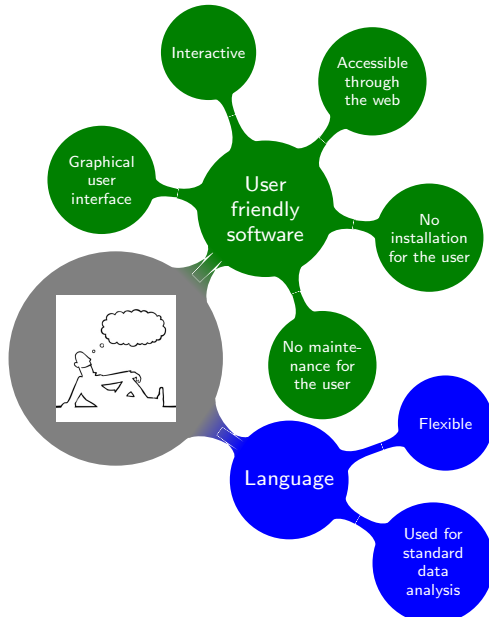 Interactive
Accessible
through
the web
Graphical
user
interface
User
friendly
software
No
installation
for the user
No mainte-
nance for
the user
Flexible
Language
Used for
standard
data
analysis